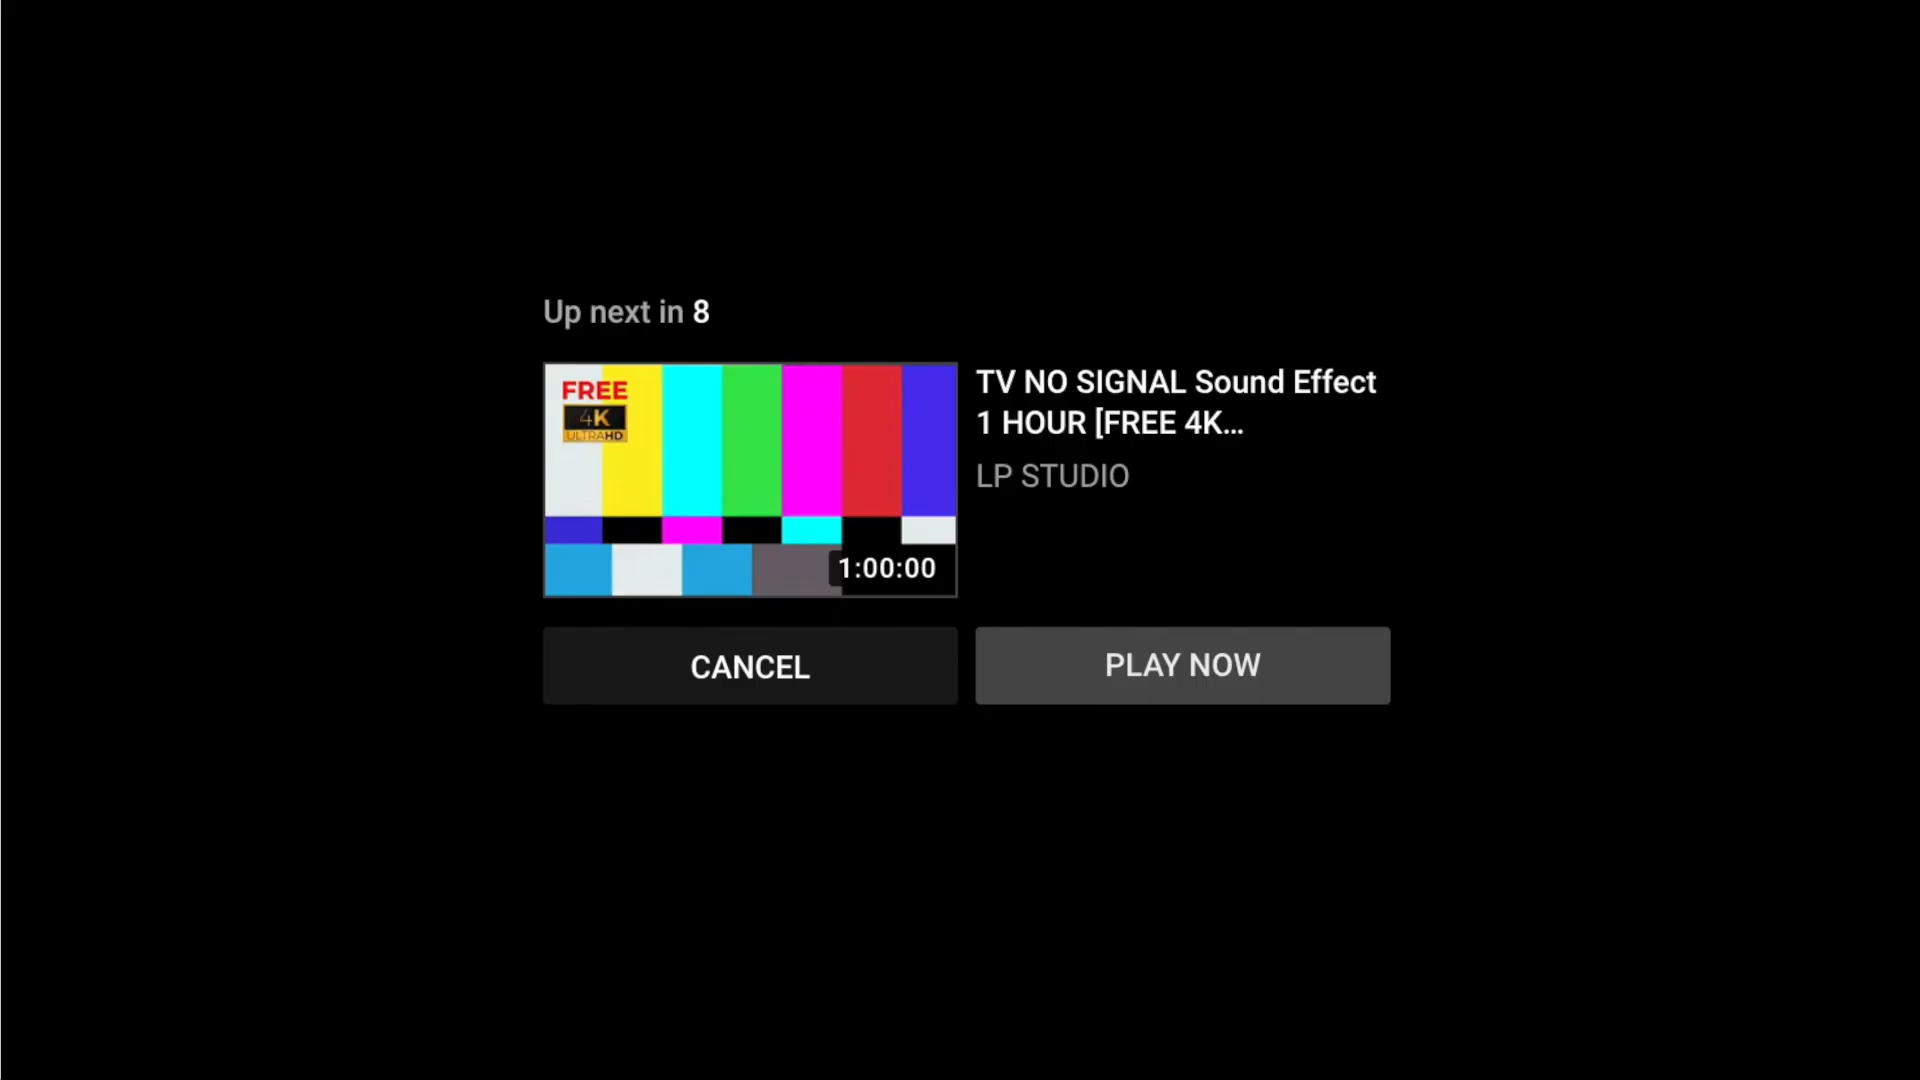 Up next in 8
FREE
4K
ULTRAHD
1:00:00
TV NO SIGNAL Sound Effect
1 HOUR [FREE 4K...
LP STUDIO
CANCEL
PLAY NOW